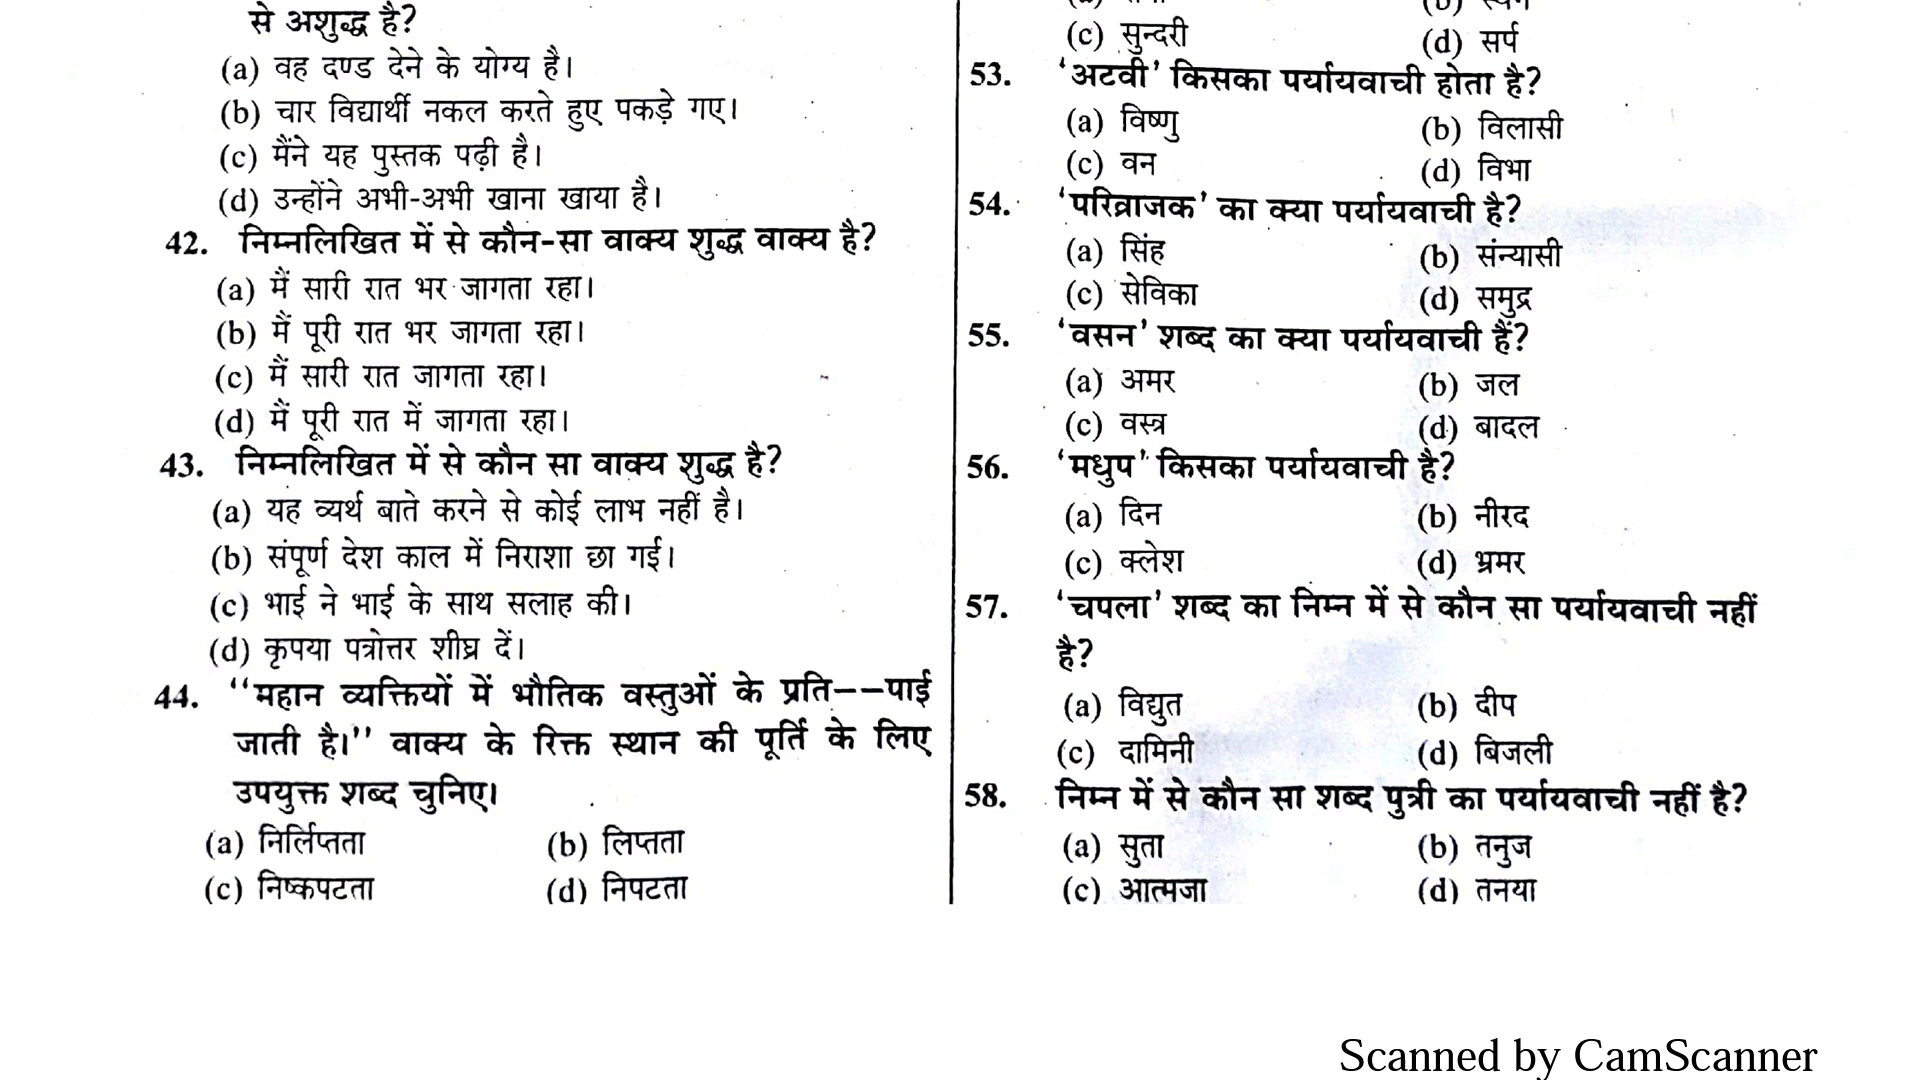 से अशुद्ध है?
(a) वह दण्ड देने के योग्य है।
(b) चार विद्यार्थी नकल करते हुए पकड़े गए।
(c) मैंने यह पुस्तक पढ़ी है।
(d) उन्होंने अभी-अभी खाना खाया है।
42. निम्नलिखित में से कौन-सा वाक्य शुद्ध वाक्य है?
(a) मैं सारी रात भर जागता रहा।
(b) मैं पूरी रात भर जागता रहा।
(c) मैं सारी रात जागता रहा।
(d) मैं पूरी रात में जागता रहा।
43. निम्नलिखित में से कौन सा वाक्य शुद्ध है?
(a) यह व्यर्थ बाते करने से कोई लाभ नहीं है।
(b) संपूर्ण देश काल में निराशा छा गई।
(c) भाई ने भाई के साथ सलाह की।
(d) कृपया पत्रोत्तर शीघ्र दें।
44. ''महान व्यक्तियों में भौतिक वस्तुओं के प्रति––पाई
जाती है।'' वाक्य के रिक्त स्थान की पूर्ति के लिए
उपयुक्त शब्द चुनिए।
(a) निर्लिप्तता (b) लिप्तता
(c) निष्कपटता (d) निपटता
(c) सुन्दरी (d) सर्प
53. 'अटवी' किसका पर्यायवाची होता है?
(a) विष्णु (b) विलासी
(c) वन (d) विभा
54. 'परिव्राजक' का क्या पर्यायवाची है?
(a) सिंह (b) संन्यासी
(c) सेविका (d) समुद्र
55. 'वसन' शब्द का क्या पर्यायवाची हैं?
(a) अमर (b) जल
(c) वस्त्र (d) बादल
56. 'मधुप' किसका पर्यायवाची है?
(a) दिन (b) नीरद
(c) क्लेश (d) भ्रमर
57. 'चपला' शब्द का निम्न में से कौन सा पर्यायवाची नहीं
है?
(a) विद्युत (b) दीप
(c) दामिनी (d) बिजली
58. निम्न में से कौन सा शब्द पुत्री का पर्यायवाची नहीं है?
(a) सुता (b) तनुज
(c) आत्मजा (d) तनया
Scanned by CamScanner